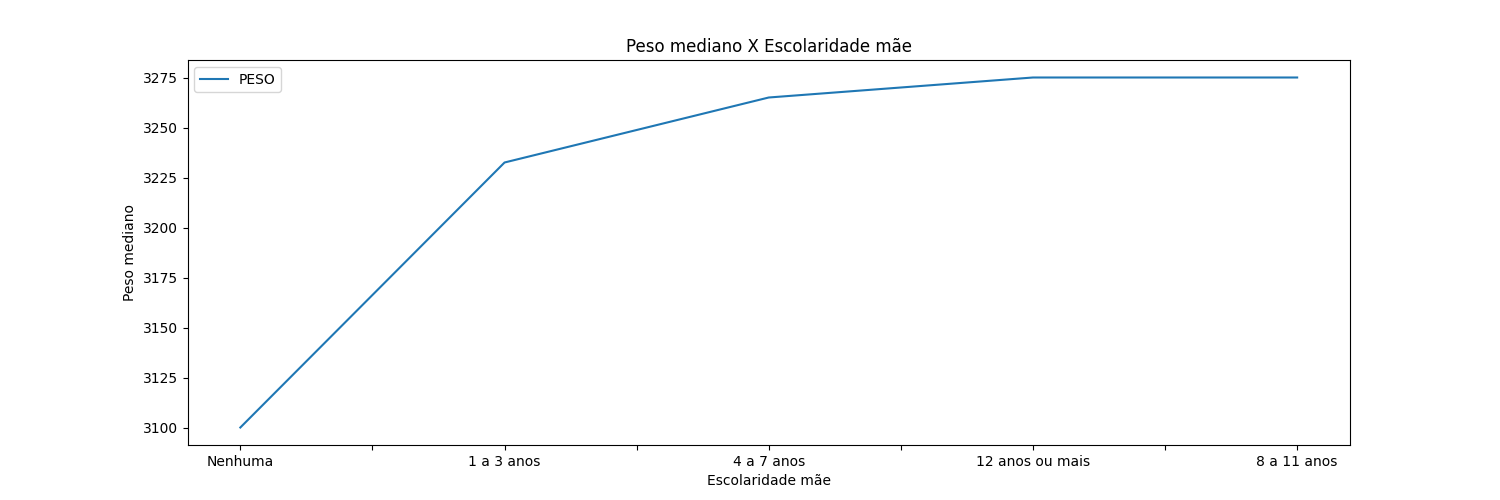 Peso mediano X Escolaridade mãe
PESO
3275
3250
3225
3200
3175
3150
3125
3100
Peso mediano
Nenhuma
1 a 3 anos
4 a 7 anos
12 anos ou mais
8 a 11 anos
Escolaridade mãe